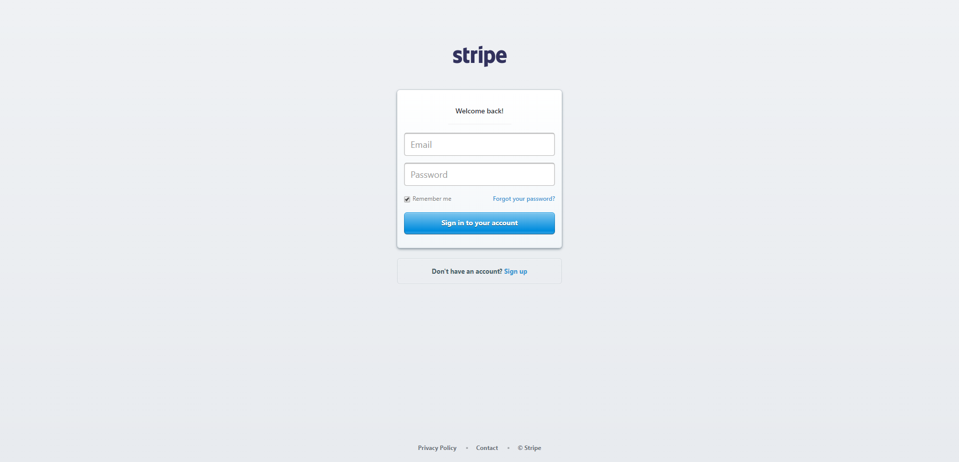 stripe
Welcome back!
Email
Password
Remember me Forgot your password?
Sign in to your account
Don't have an account? Sign up
Privacy Policy • Contact • © Stripe